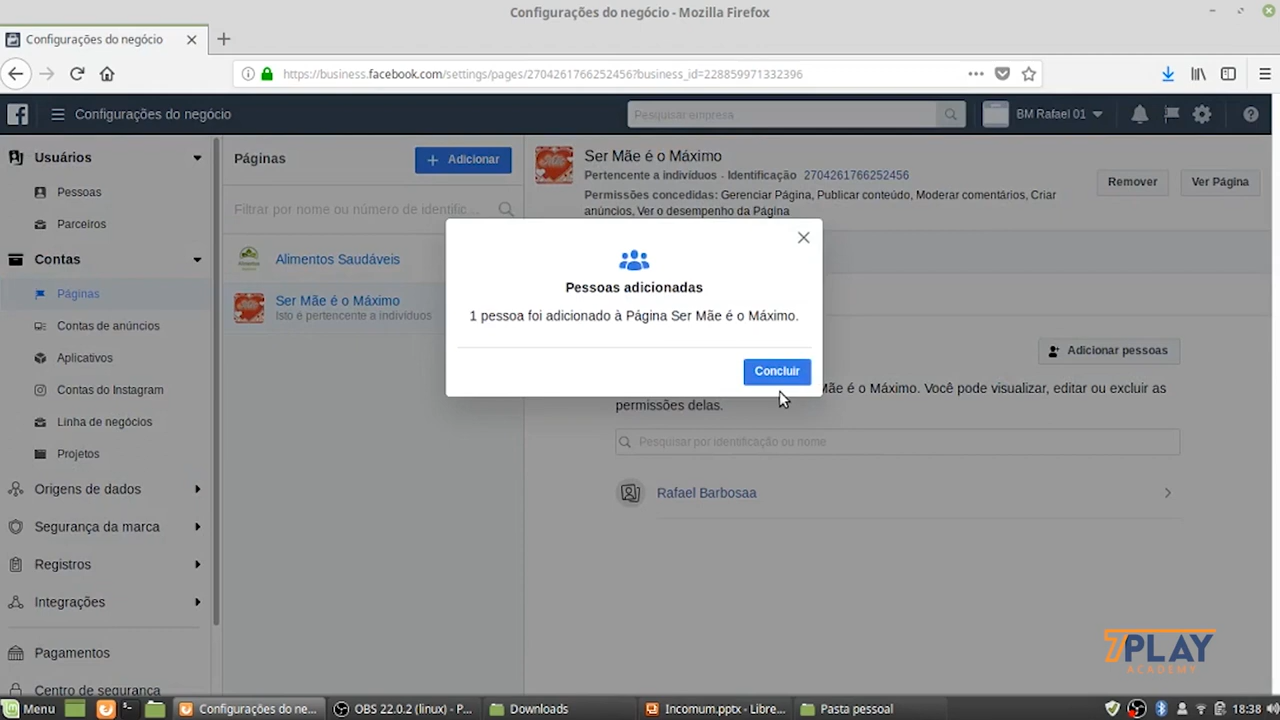 Configurações do negócio - Mozilla Firefox
Configurações do negócio
https://business.facebook.com/settings/pages/2704261766252456?business_id=228859971332396
Configurações do negócio
Pesquisar empresa
BM Rafael 01
Usuários
Pessoas
Parceiros
Contas
Páginas
Contas de anúncios
Aplicativos
Contas do Instagram
Linha de negócios
Projetos
Origens de dados
Segurança da marca
Registros
Integrações
Pagamentos
Centro de segurança
Páginas
+ Adicionar
Filtrar por nome ou número de identific...
Alimentos Saudáveis
Ser Mãe é o Máximo
Isto é pertencente a indivíduos
Ser Mãe é o Máximo
Pertencente a indivíduos - Identificação 2704261766252456
Permissões concedidas: Gerenciar Página, Publicar conteúdo, Moderar comentários, Criar
anúncios, Ver o desempenho da Página
Remover
Ver Página
Pessoas adicionadas
1 pessoa foi adicionado à Página Ser Mãe é o Máximo.
Concluir
Adicionar pessoas
Mãe é o Máximo. Você pode visualizar, editar ou excluir as
permissões delas.
Pesquisar por identificação ou nome
Rafael Barbosaa
7PLAY
ACADEMY
Menu
Configurações do ne...
OBS 22.0.2 (linux) - P...
Downloads
Incomum.pptx - Libre...
Pasta pessoal
18:38